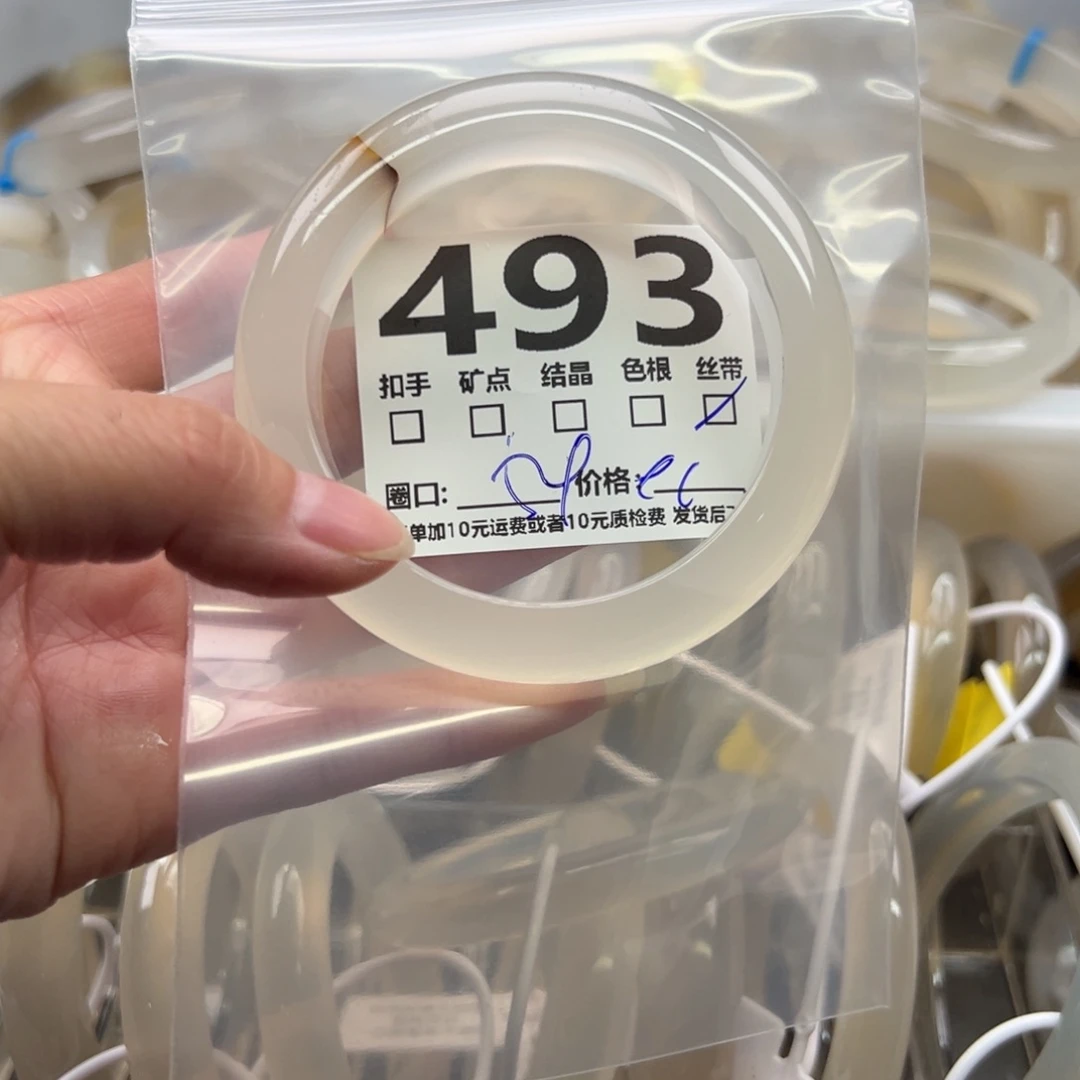 493
扣手 矿点 结晶 色根 丝带
圈口: 价格:
单加10元运费或者10元质检费 发货后